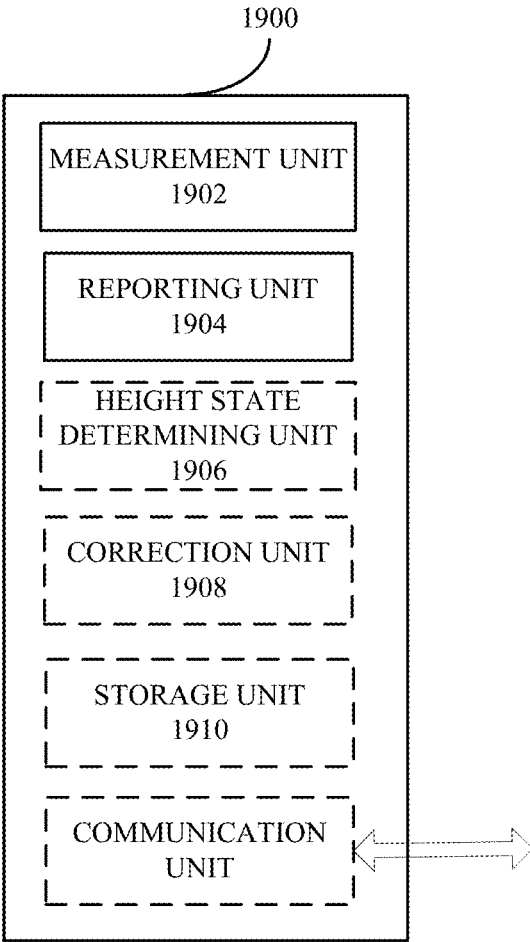 1900
MEASUREMENT UNIT
1902
REPORTING UNIT
1904
HEIGHT STATE
DETERMINING UNIT
1906
CORRECTION UNIT
1908
STORAGE UNIT
1910
COMMUNICATION
UNIT